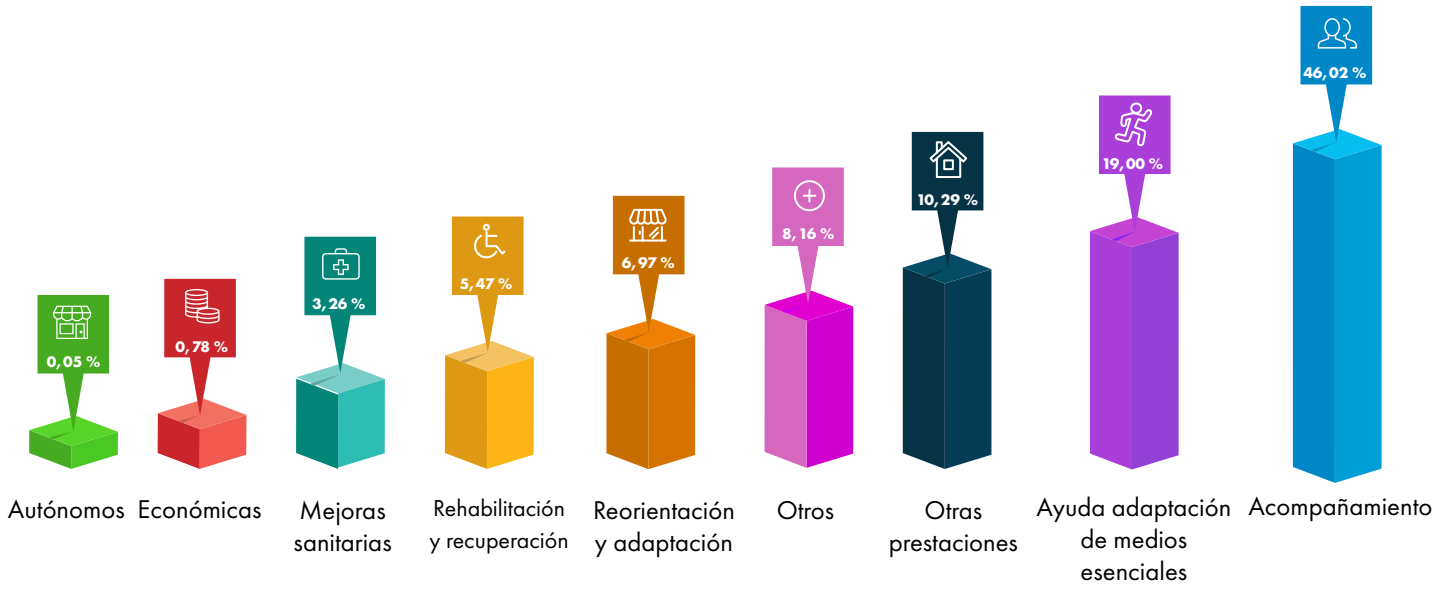 0,05 %
0,78 %
3,26 %
5,47 %
6,97 %
8,16 %
10,29 %
19,00 %
46,02 %
Autónomos
Económicas
Mejoras
sanitarias
Rehabilitación
y recuperación
Reorientación
y adaptación
Otros
Otras
prestaciones
Ayuda adaptación
de medios
esenciales
Acompañamiento